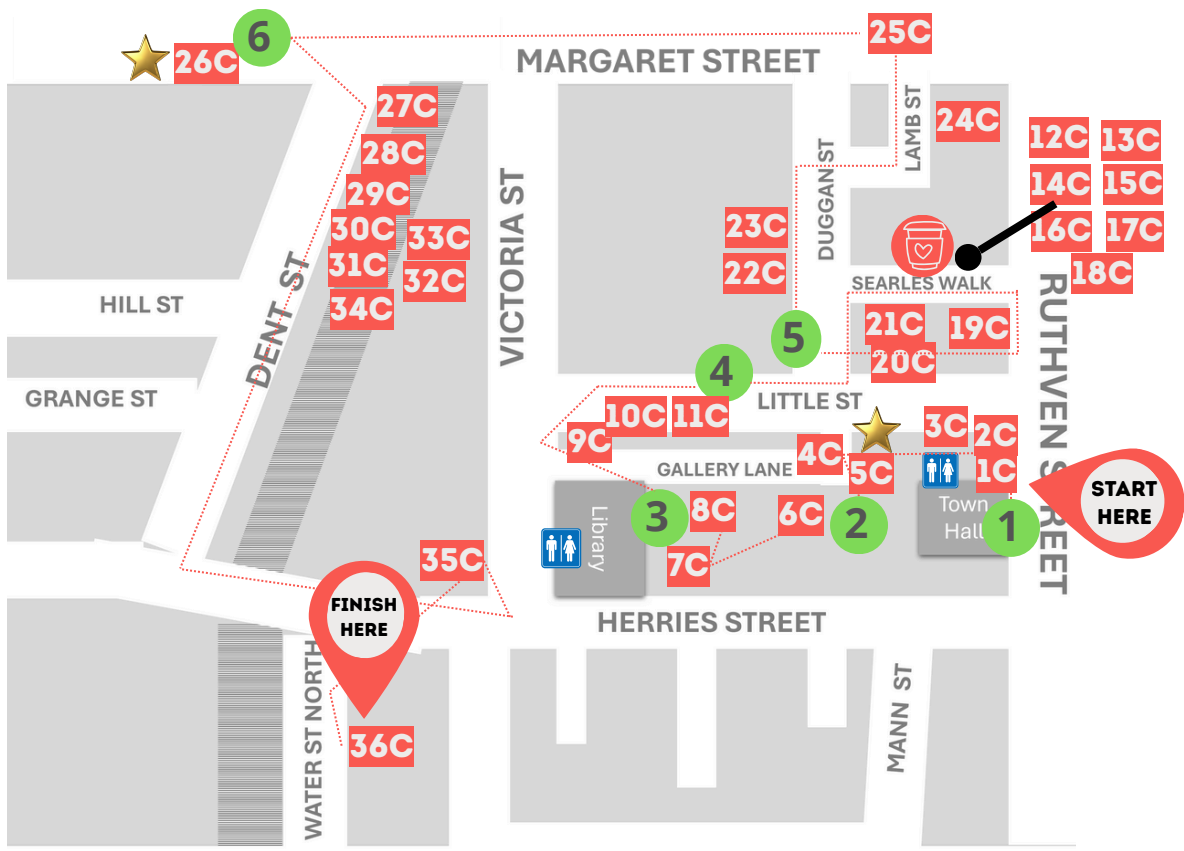 6
25C
26C
MARGARET STREET
27C
LAMB ST
24C
12C
13C
28C
DUGGAN ST
14C
15C
29C
VICTORIA ST
30C
33C
23C
16C
17C
31C
32C
22C
18C
SEARLES WALK
HILL ST
34C
DENT ST
21C
19C
RUTHVEN STREET
5
20C
4
GRANGE ST
LITTLE ST
10C
11C
9C
3C
2C
4C
GALLERY LANE
5C
1C
START
HERE
3
8C
6C
2
Town
Hall
1
Library
7C
35C
FINISH
HERE
HERRIES STREET
WATER ST NORTH
MANN ST
36C